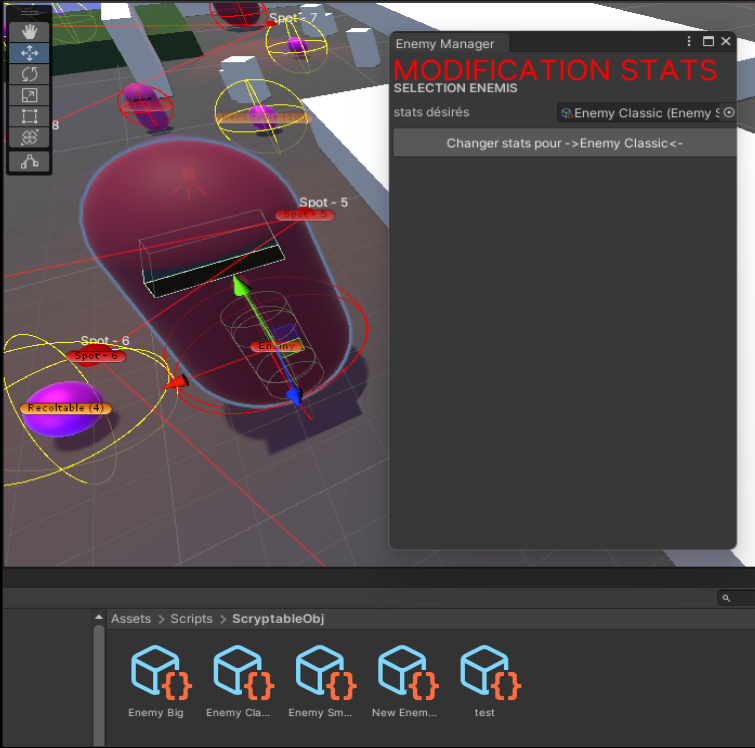 Spot - 7
Enemy Manager
MODIFICATION STATS
SELECTION ENEMIS
stats désirés
Enemy Classic (Enemy S
Changer stats pour ->Enemy Classic<-
8
Spot - 5
Spot - 5
Enemy
Spot - 6
Spot - 6
Recoltable (4)
Assets > Scripts > ScryptableObj
Enemy Big
Enemy Cla...
Enemy Sm...
New Enem...
test